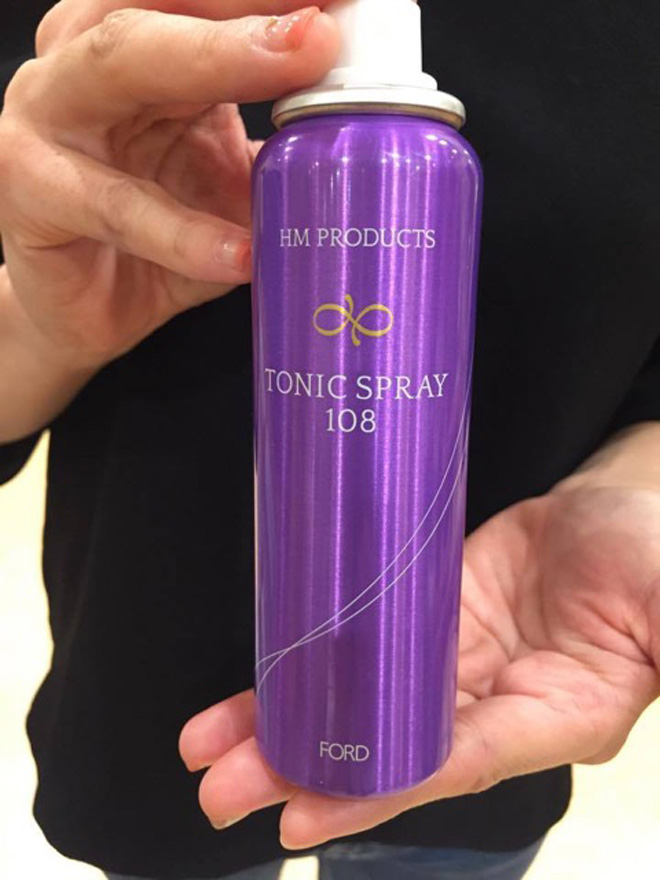 HM PRODUCTS
TONIC SPRAY
108
FORD